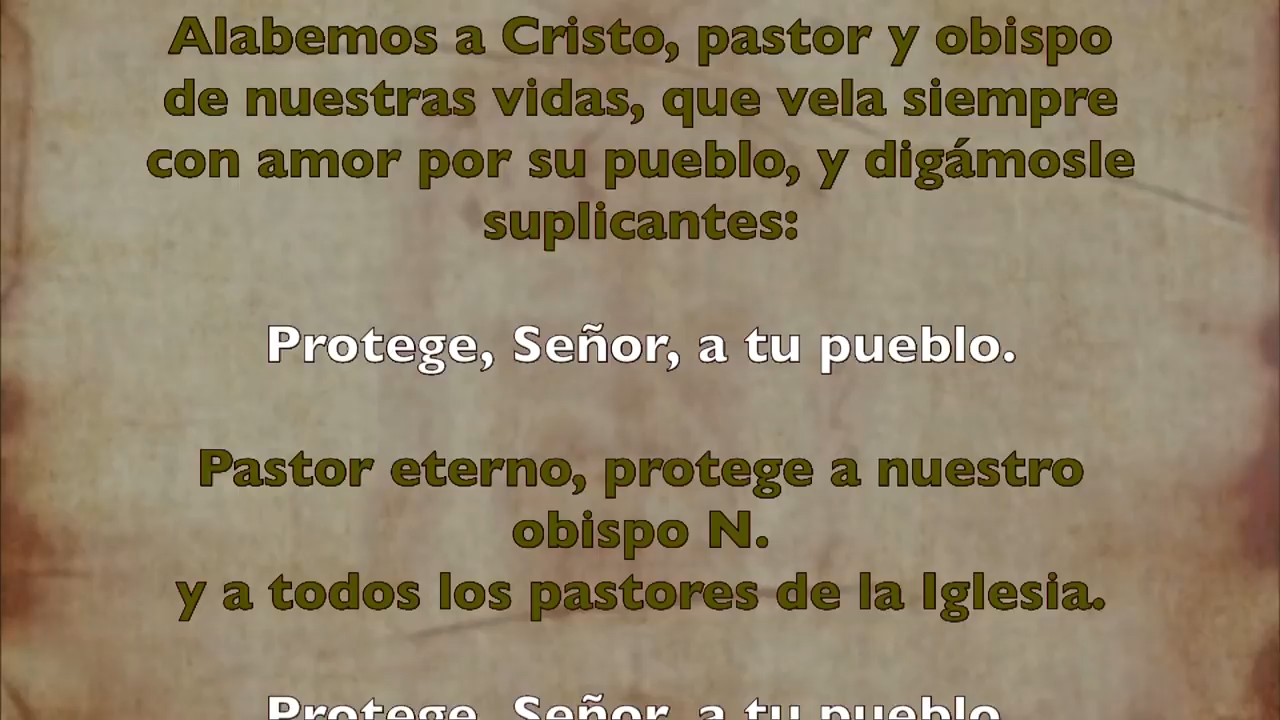 Alabemos a Cristo, pastor y obispo
de nuestras vidas, que vela siempre
con amor por su pueblo, y digámosle
suplicantes:
Protege, Señor, a tu pueblo.
Pastor eterno, protege a nuestro
obispo N.
y a todos los pastores de la Iglesia.
Protege, Señor, a tu pueblo.